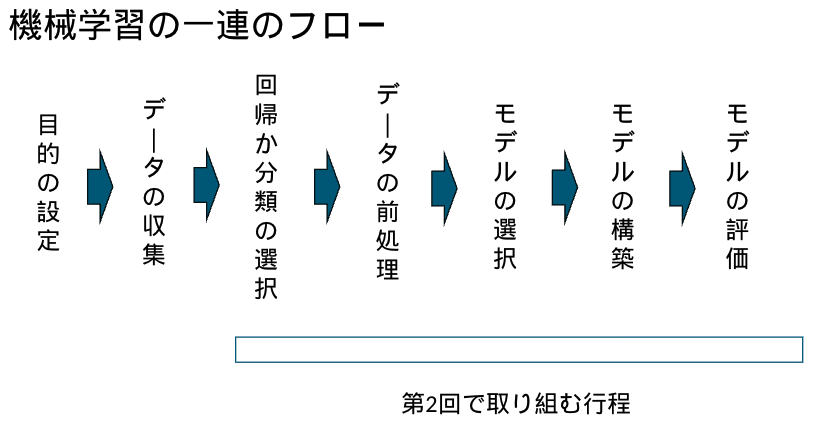 機械学習の一連のフロー
目的の設定
データの収集
回帰か分類の選択
データの前処理
モデルの選択
モデルの構築
モデルの評価
第2回で取り組む行程